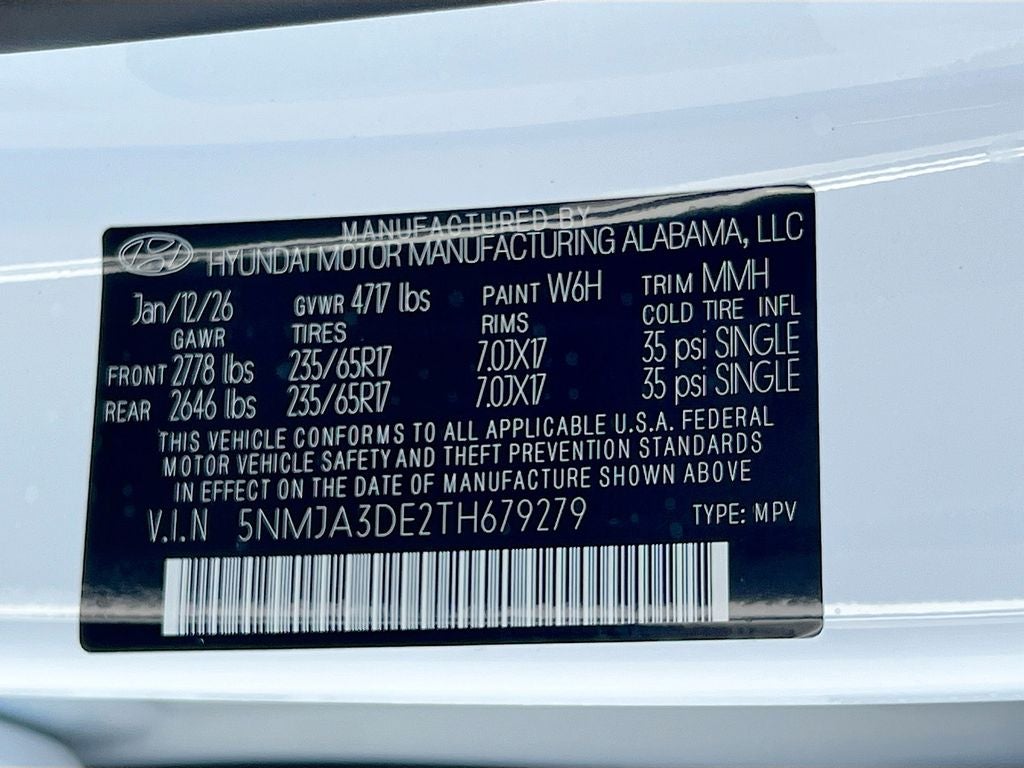 MANUFACTURED BY
HYUNDAI MOTOR MANUFACTURING ALABAMA, LLC
Jan/12/26 GVWR 4717 lbs PAINT W6H TRIM MMH
GAWR TIRES RIMS COLD TIRE INFL
FRONT 2778 lbs 235/65R17 7.0JX17 35 psi SINGLE
REAR 2646 lbs 235/65R17 7.0JX17 35 psi SINGLE
THIS VEHICLE CONFORMS TO ALL APPLICABLE U.S.A. FEDERAL
MOTOR VEHICLE SAFETY AND THEFT PREVENTION STANDARDS
IN EFFECT ON THE DATE OF MANUFACTURE SHOWN ABOVE
V.I.N 5NMJA3DE2TH679279 TYPE: MPV